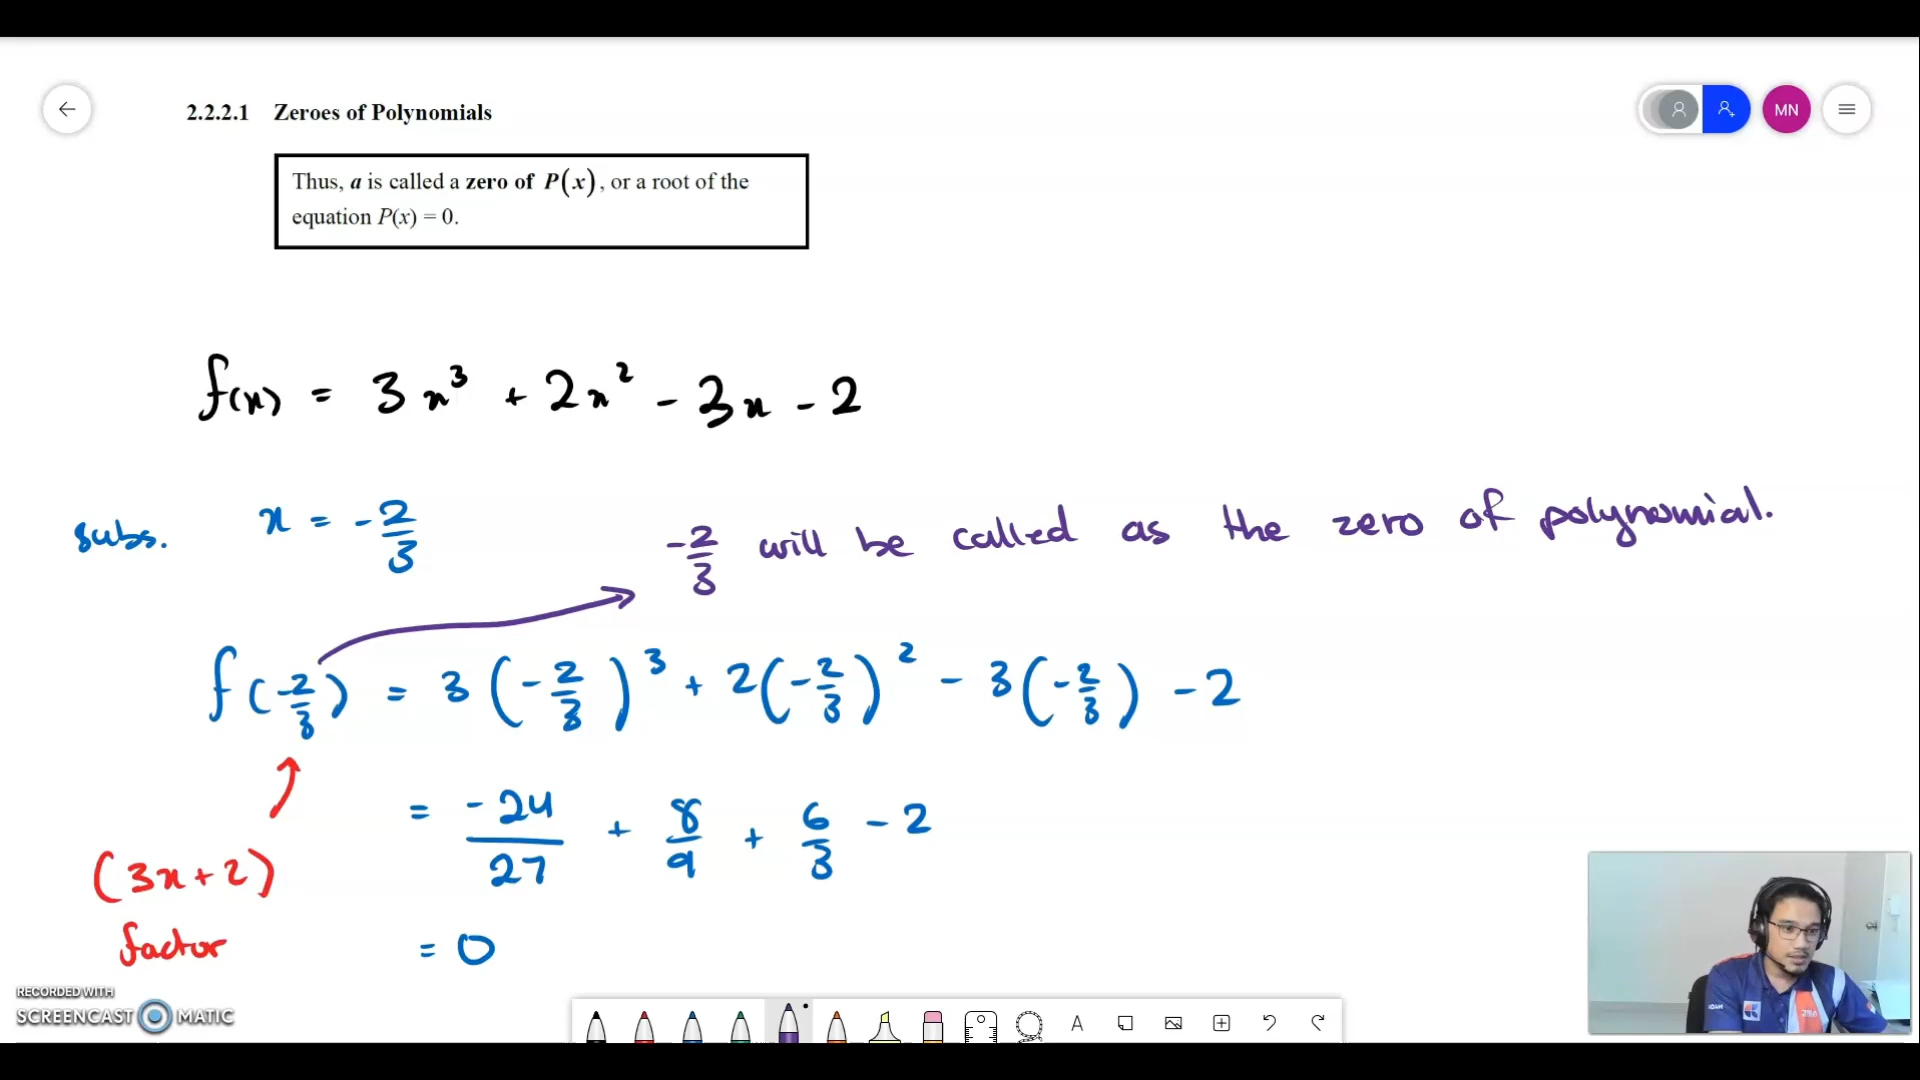 2.2.2.1 Zeroes of Polynomials
MN
Thus, a is called a zero of P(x), or a root of the
equation P(x) = 0.
f(x) = 3x³ + 2x² - 3x - 2
subs. x = -2/3
-2/3 will be called as the zero of polynomial.
f(-2/3) = 3(-2/3)³ + 2(-2/3)² - 3(-2/3) - 2
= -24/27 + 8/9 + 6/3 - 2
(3x+2)
factor
= 0
RECORDED WITH
SCREENCAST MATIC
A